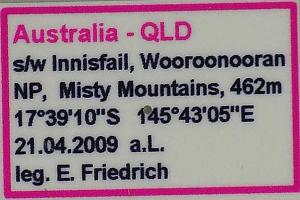 Australia - QLD
s/w Innisfail, Wooroonooran
NP, Misty Mountains, 462m
17°39'10"S 145°43'05"E
21.04.2009 a.L.
leg. E. Friedrich